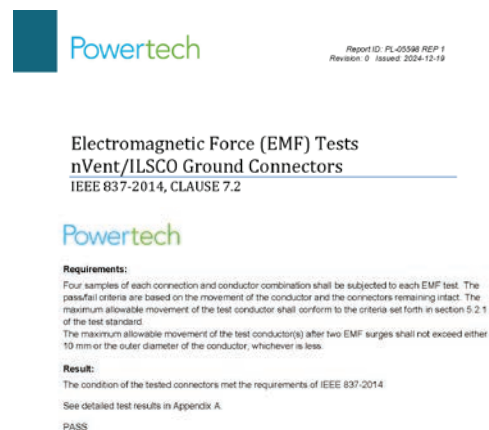 Powertech
Report ID: PL-05598 REP 1
Revision: 0 Issued: 2024-12-19
Electromagnetic Force (EMF) Tests
nVent/ILSCO Ground Connectors
IEEE 837-2014, CLAUSE 7.2
Powertech
Requirements:
Four samples of each connection and conductor combination shall be subjected to each EMF test. The
pass/fail criteria are based on the movement of the conductor and the connectors remaining intact. The
maximum allowable movement of the test conductor shall conform to the criteria set forth in section 5.2.1
of the test standard.
The maximum allowable movement of the test conductor(s) after two EMF surges shall not exceed either
10 mm or the outer diameter of the conductor, whichever is less.
Result:
The condition of the tested connectors met the requirements of IEEE 837-2014
See detailed test results in Appendix A.
PASS